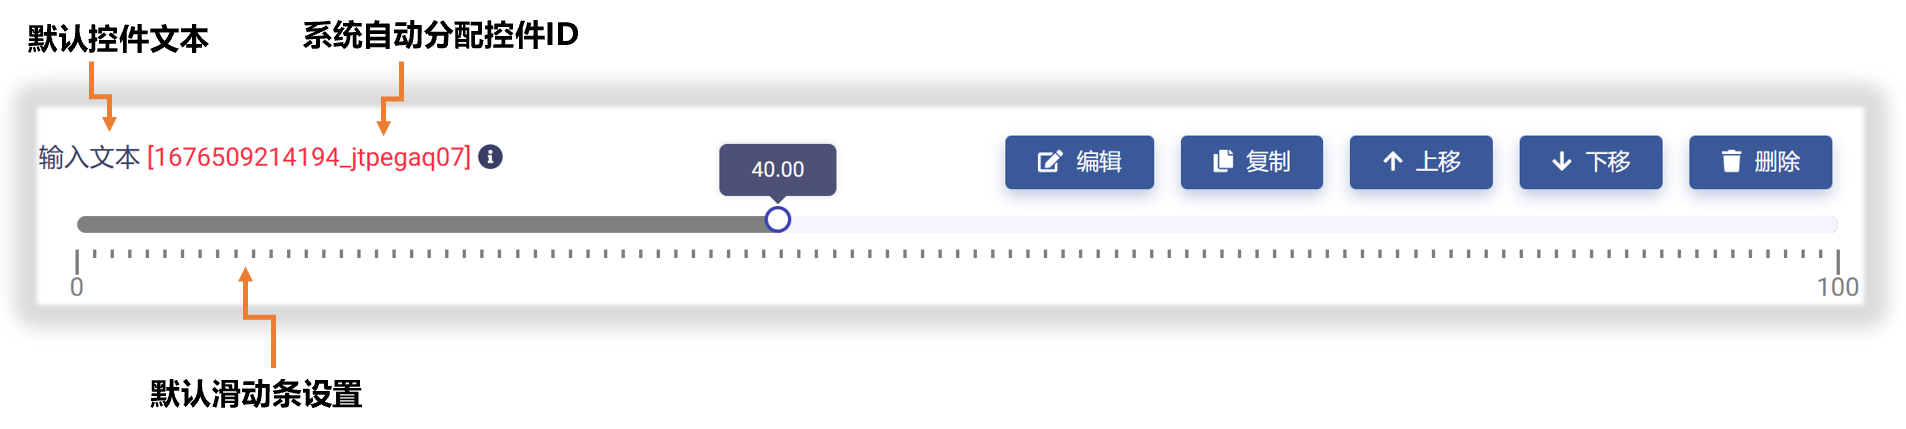 默认控件文本
系统自动分配控件ID
输入文本 [1676509214194_jtpegaq07]
40.00
编辑
复制
上移
下移
删除
0
100
默认滑动条设置